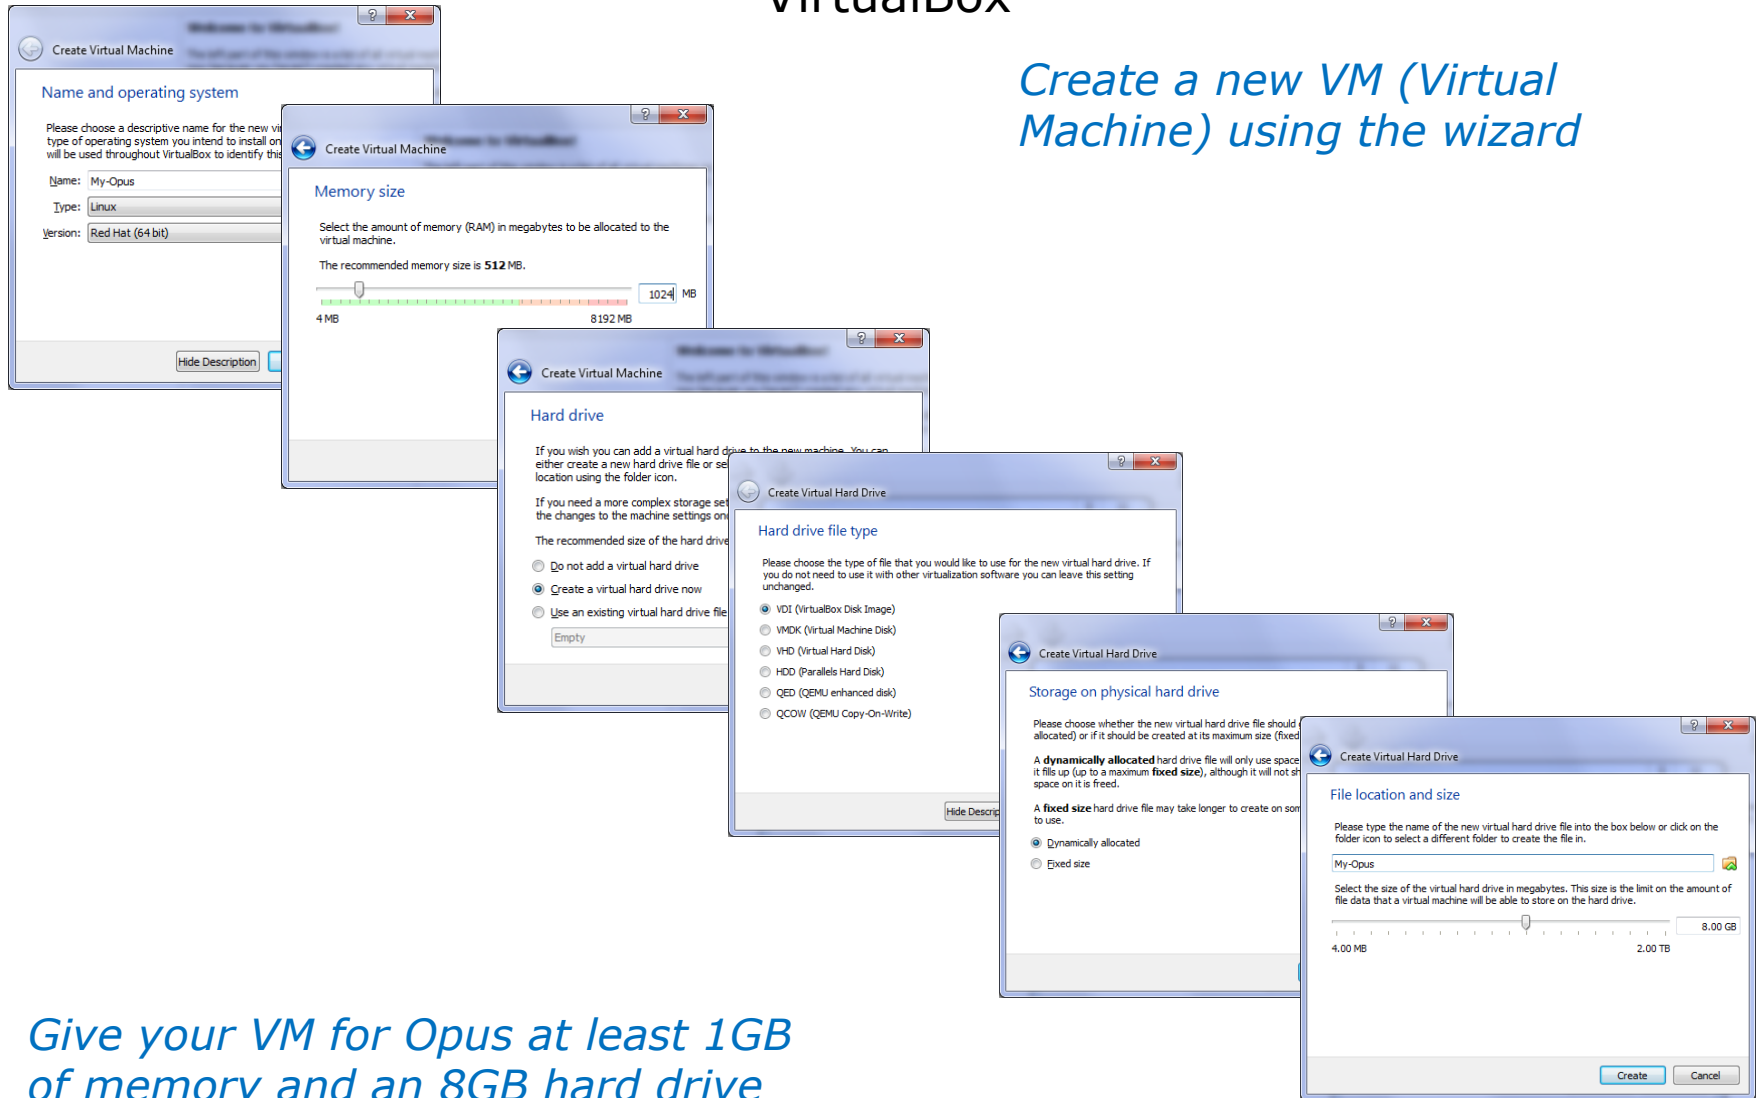 VirtualBox
Create a new VM (Virtual
Machine) using the wizard
Create Virtual Machine
Name and operating system
Please choose a descriptive name for the new
type of operating system you intend to install on
will be used throughout VirtualBox to identify this
Name: My-Opus
Type: Linux
Version: Red Hat (64 bit)
Hide Description
Create Virtual Machine
Memory size
Select the amount of memory (RAM) in megabytes to be allocated to the
virtual machine.
The recommended memory size is 512 MB.
1024 MB
4 MB 8192 MB
Create Virtual Machine
Hard drive
If you wish you can add a virtual hard drive to the new machine. You can
either create a new hard drive file or
location using the folder icon.
If you need a more complex storage
the changes to the machine settings
The recommended size of the hard drive
Do not add a virtual hard drive
Create a virtual hard drive now
Use an existing virtual hard drive file
Empty
Create Virtual Hard Drive
Hard drive file type
Please choose the type of file that you would like to use for the new virtual hard drive. If
you do not need to use it with other virtualization software you can leave this setting
unchanged.
VDI (VirtualBox Disk Image)
VMDK (Virtual Machine Disk)
VHD (Virtual Hard Disk)
HDD (Parallels Hard Disk)
QED (QEMU enhanced disk)
QCOW (QEMU Copy-On-Write)
Hide Descrip
Create Virtual Hard Drive
Storage on physical hard drive
Please choose whether the new virtual hard drive file should
allocated) or if it should be created at its maximum size (fixed
A dynamically allocated hard drive file will only use space
it fills up (up to a maximum fixed size), although it will not
space on it is freed.
A fixed size hard drive file may take longer to create on
to use.
Dynamically allocated
Fixed size
Create Virtual Hard Drive
File location and size
Please type the name of the new virtual hard drive file into the box below or click on the
folder icon to select a different folder to create the file in.
My-Opus
Select the size of the virtual hard drive in megabytes. This size is the limit on the amount of
file data that a virtual machine will be able to store on the hard drive.
8.00 GB
4.00 MB 2.00 TB
Create Cancel
Give your VM for Opus at least 1GB
of memory and an 8GB hard drive